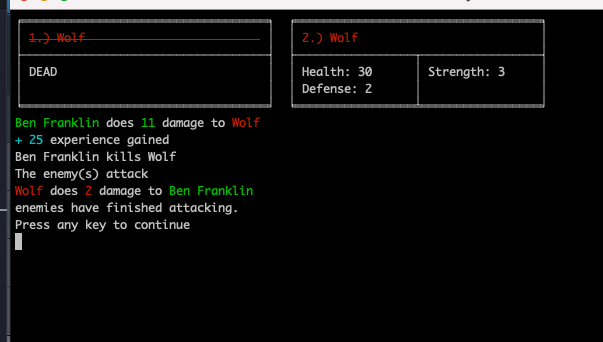 1.) Wolf
2.) Wolf
DEAD
Health: 30
Strength: 3
Defense: 2
Ben Franklin does 11 damage to Wolf
+ 25 experience gained
Ben Franklin kills Wolf
The enemy(s) attack
Wolf does 2 damage to Ben Franklin
enemies have finished attacking.
Press any key to continue